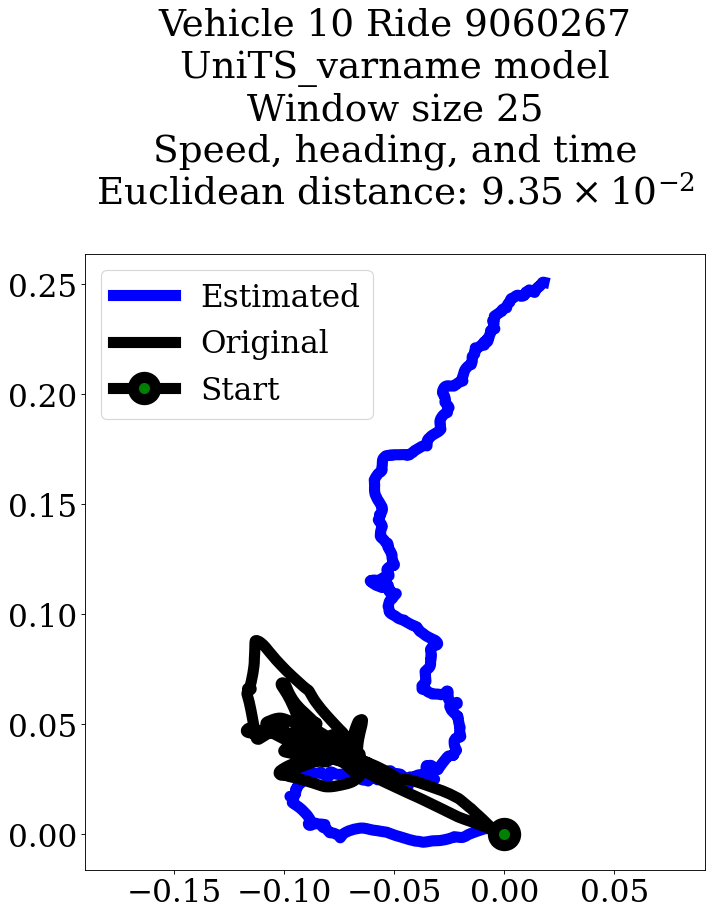 Vehicle 10 Ride 9060267
UniTS_varname model
Window size 25
Speed, heading, and time
Euclidean distance: 9.35 × 10⁻²
Estimated
Original
Start
0.25
0.20
0.15
0.10
0.05
0.00
−0.15 −0.10 −0.05 0.00 0.05